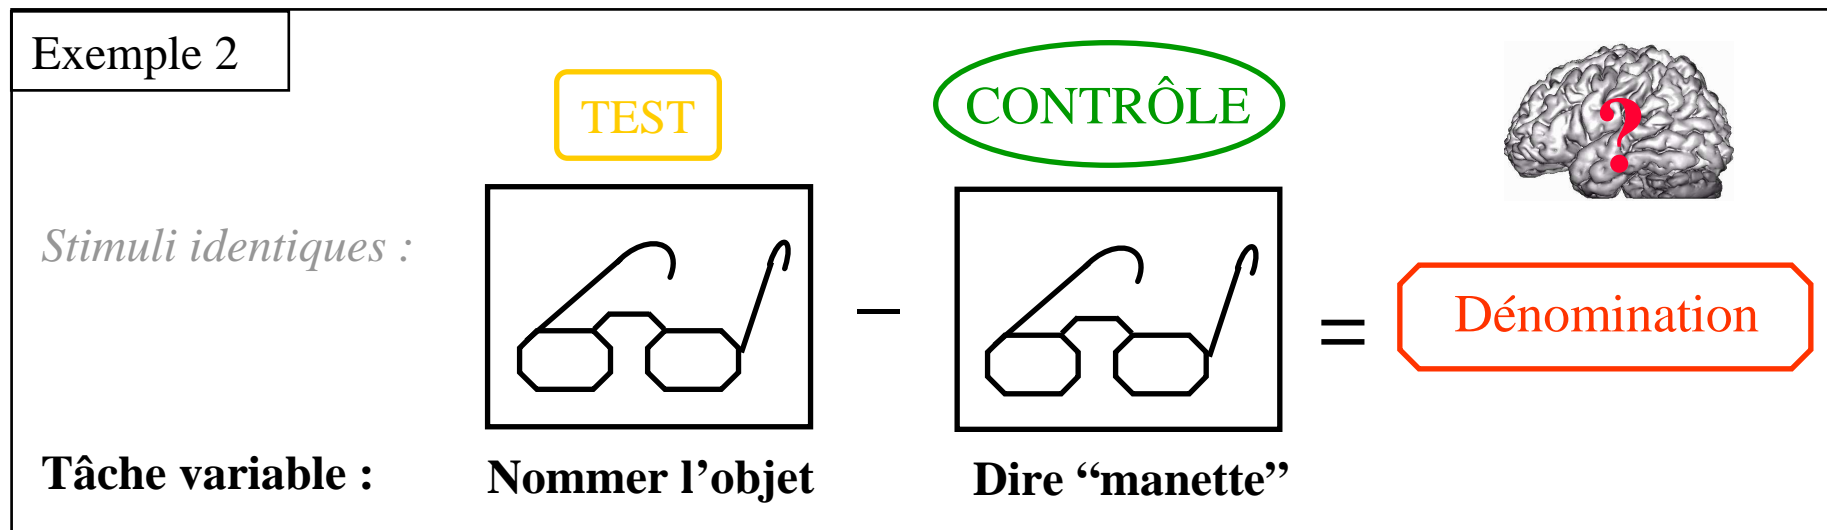 Exemple 2
TEST
CONTRÔLE
?
Stimuli identiques :
–
=
Dénomination
Tâche variable :
Nommer l’objet
Dire “manette”